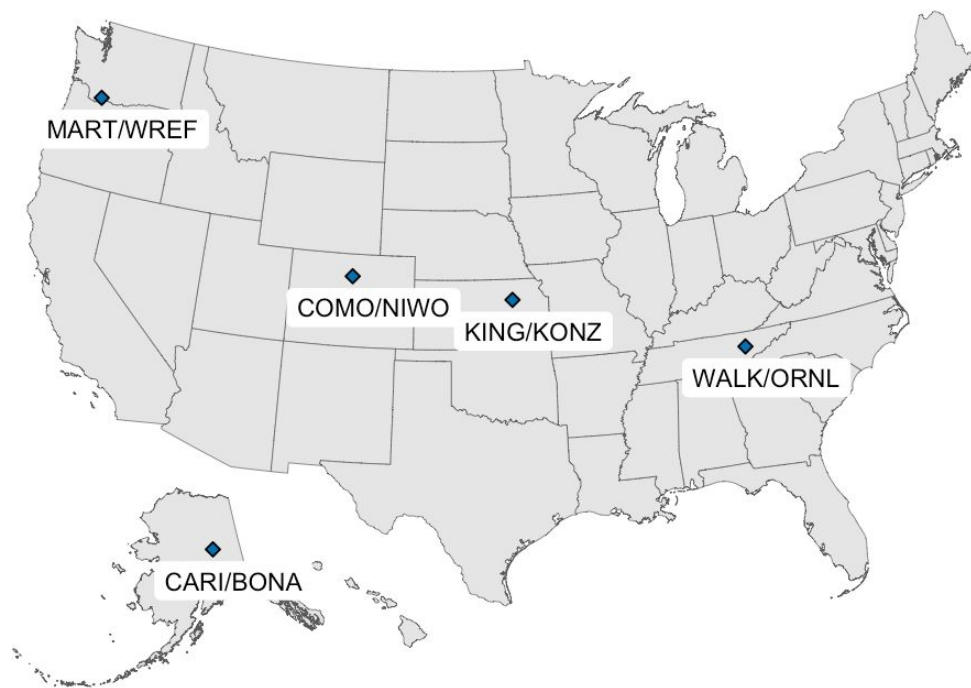 MART/WREF
COMO/NIWO
KING/KONZ
WALK/ORNL
CARI/BONA